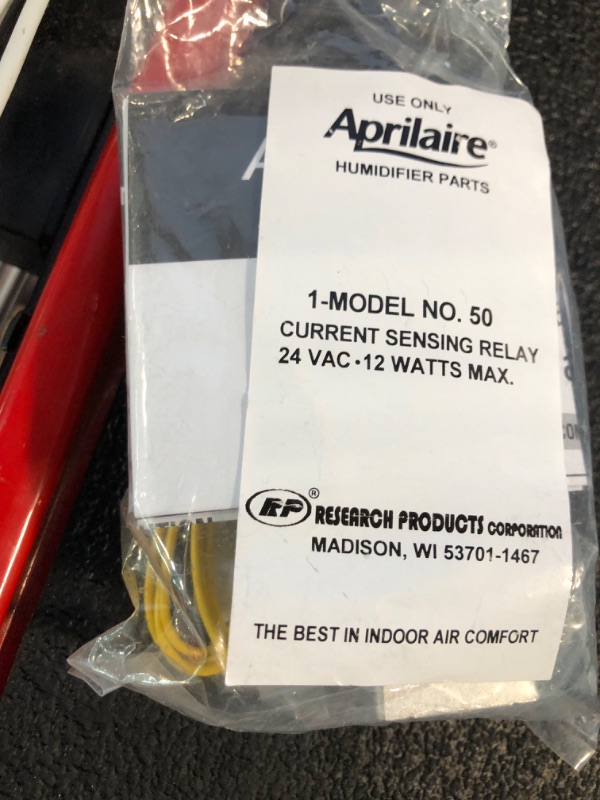 USE ONLY
Aprilaire®
HUMIDIFIER PARTS
1-MODEL NO. 50
CURRENT SENSING RELAY
24 VAC • 12 WATTS MAX.
RP® RESEARCH PRODUCTS CORPORATION
MADISON, WI 53701-1467
THE BEST IN INDOOR AIR COMFORT